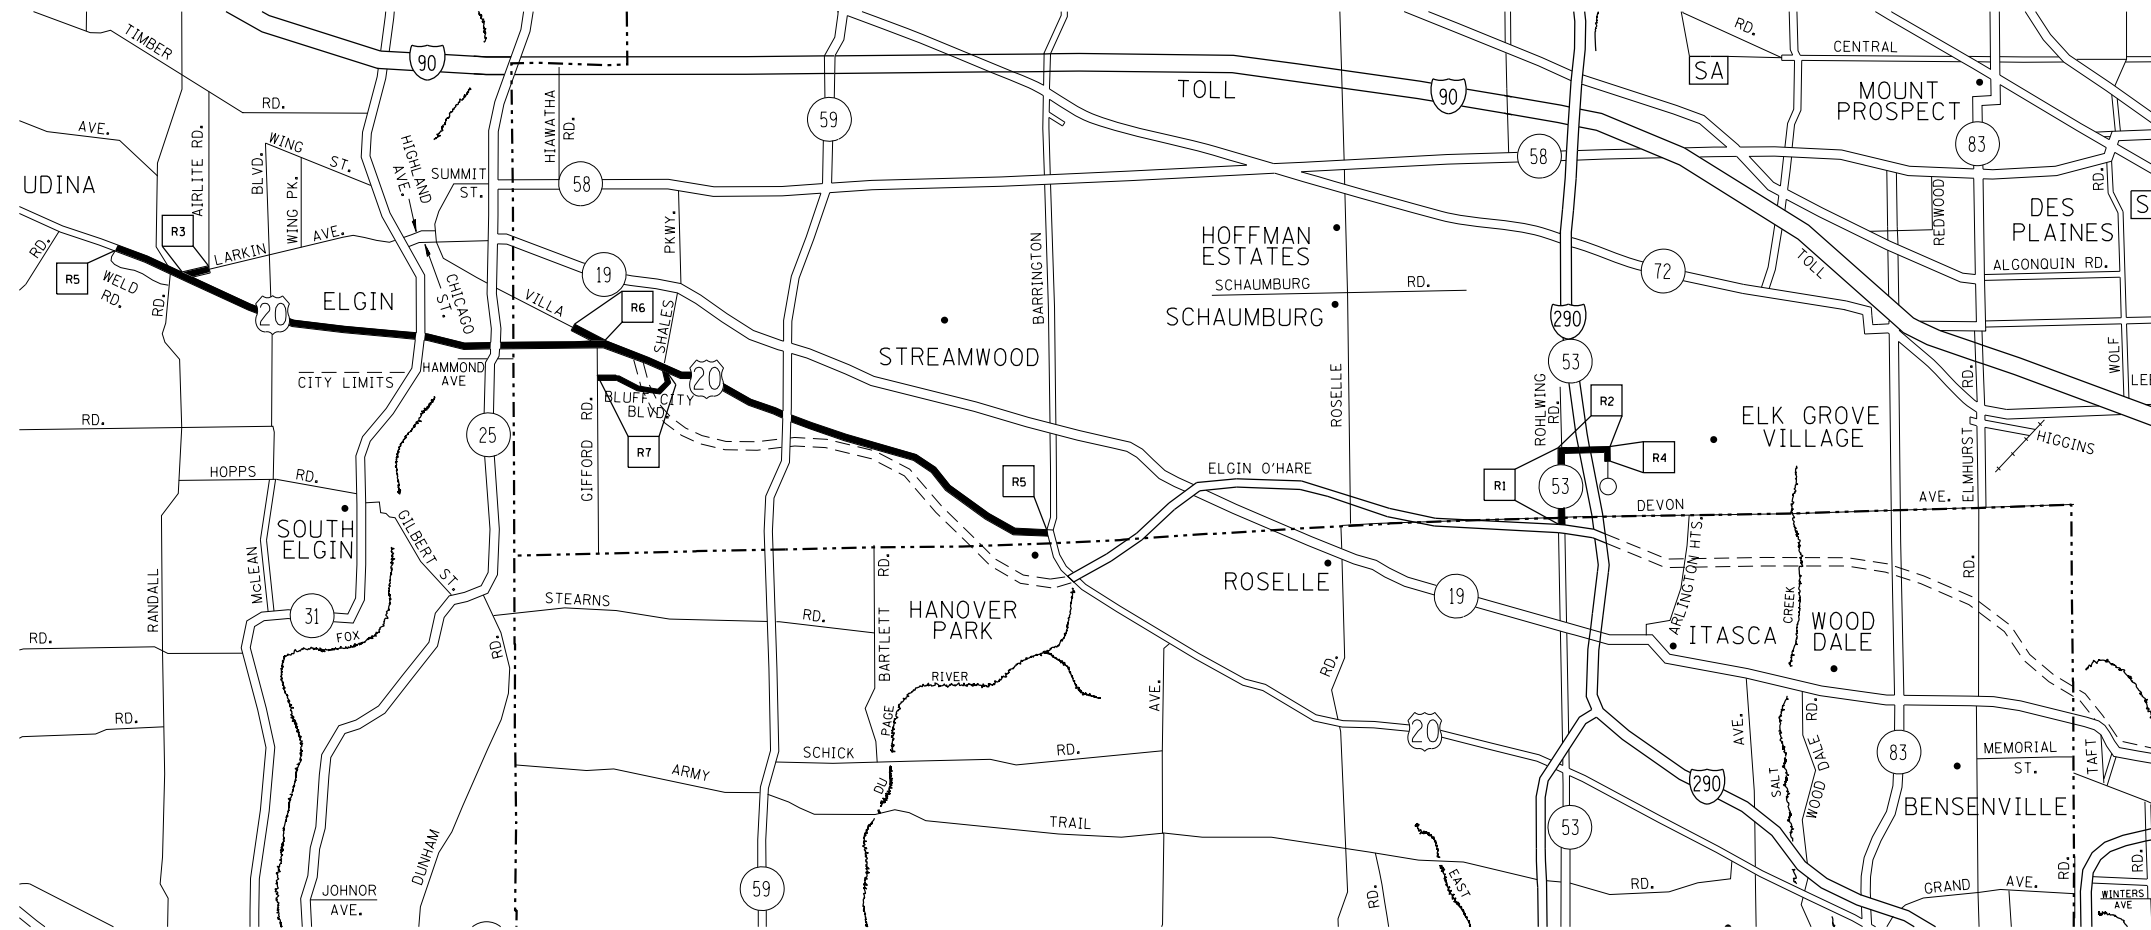 TIMBER
RD.
AVE.
AIRLITE RD.
BLVD.
WING
ST.
WING PK.
HIGHLAND
AVE.
90
SUMMIT
ST.
HIAWATHA
RD.
58
59
TOLL
90
58
RD.
SA
CENTRAL
MOUNT
PROSPECT
83
UDINA
RD.
R3
R5
WELD
RD.
RD.
LARKIN
AVE.
20
ELGIN
CHICAGO
ST.
VILLA
19
PKWY.
R6
SHALES
20
STREAMWOOD
BARRINGTON
HOFFMAN
ESTATES
SCHAUMBURG
RD.
SCHAUMBURG
ROSELLE
72
290
53
TOLL
REDWOOD
DES
PLAINES
RD.
S
ALGONQUIN RD.
WOLF
LEE
CITY LIMITS
HAMMOND
AVE
BLUFF CITY
BLVD.
R7
GIFFORD
RD.
25
RD.
HOPPS
RD.
SOUTH
ELGIN
GILBERT
ST.
R5
ELGIN O'HARE
ROHLWING
RD.
R2
R4
R1
53
DEVON
AVE.
ELK GROVE
VILLAGE
RD.
ELMHURST
HIGGINS
RANDALL
McLEAN
31
FOX
RD.
RD.
RD.
STEARNS
RD.
BARTLETT
RD.
HANOVER
PARK
RIVER
PAGE
DU
ROSELLE
RD.
19
ARLINGTON HTS.
ITASCA
CREEK
WOOD
DALE
RD.
20
AVE.
SCHICK
RD.
ARMY
TRAIL
RD.
53
290
AVE.
SALT
WOOD DALE
RD.
83
MEMORIAL
ST.
TAFT
BENSENVILLE
DUNHAM
JOHNOR
AVE.
59
RD.
EAST
GRAND
AVE.
RD.
RD.
WINTERS
AVE